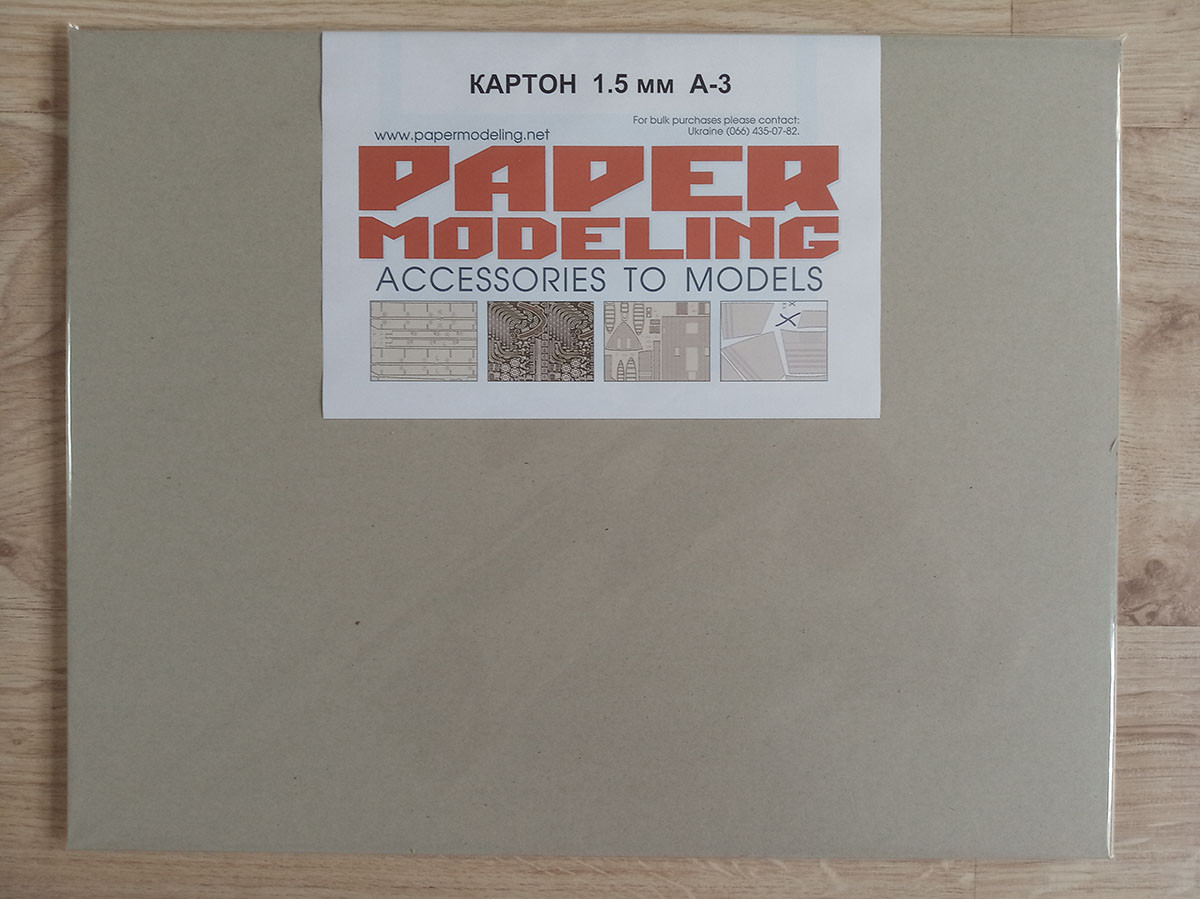 КАРТОН 1.5 мм А-3
For bulk purchases please contact:
www.papermodeling.net
Ukraine (066) 435-07-82.
PAPER
MODELING
ACCESSORIES TO MODELS